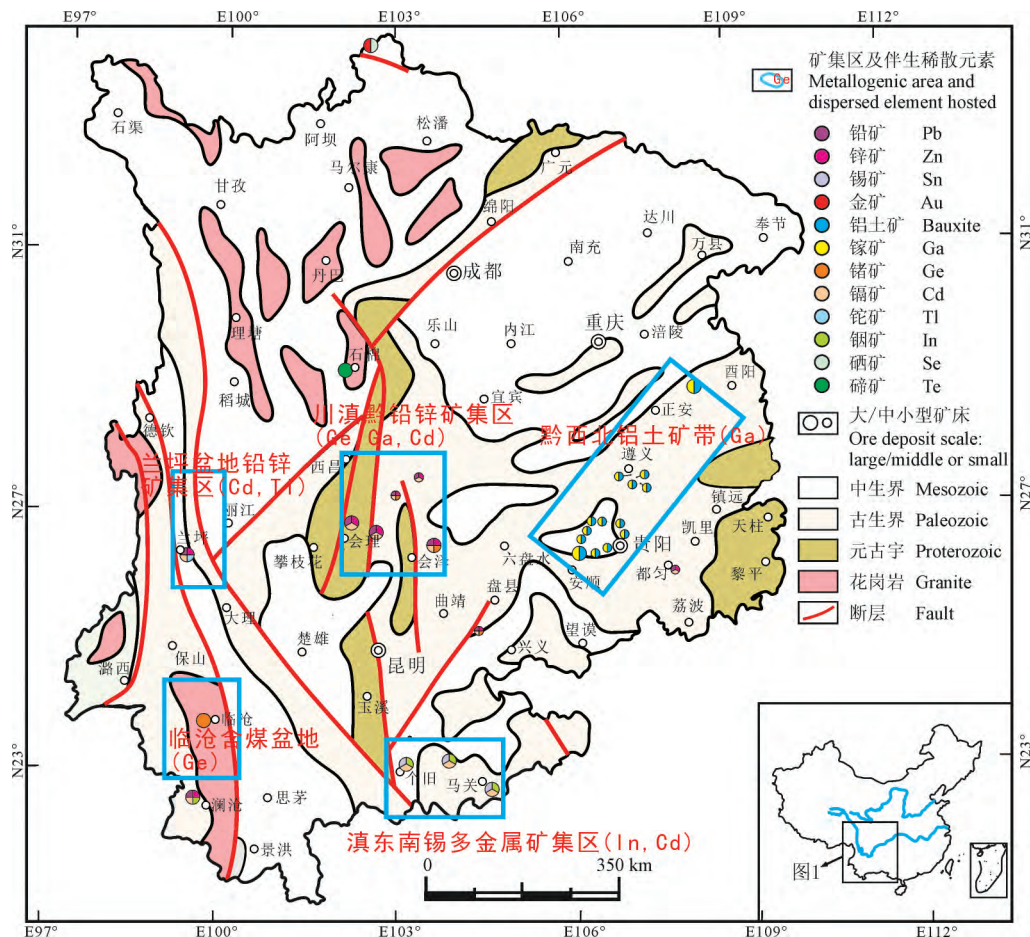 E97° E100° E103° E106° E109° E112°
N31°
N27°
N23°
N31°
N27°
N23°
E97° E100° E103° E106° E109° E112°
石渠
阿坝
松潘
马尔康
广元
甘孜
绵阳
达川
奉节
南充
万县
丹巴
成都
理塘
乐山
内江
重庆
涪陵
石棉
酉阳
稻城
宜宾
正安
川滇黔铅锌矿集区
(Ge,Ga,Cd)
黔西北铝土矿带(Ga)
德钦
兰坪盆地铅锌
矿集区(Cd,Tl)
西昌
遵义
丽江
镇远
天柱
凯里
兰坪
会理
贵阳
攀枝花
会泽
六盘水
安顺
都匀
黎平
大理
曲靖
盘县
荔波
楚雄
望谟
兴义
保山
昆明
潞西
玉溪
临沧
临沧含煤盆地
(Ge)
个旧
马关
澜沧
思茅
景洪
滇东南锡多金属矿集区(In,Cd)
0 350 km
Ge
矿集区及伴生稀散元素
Metallogenic area and
dispersed element hosted
铅矿 Pb
锌矿 Zn
锡矿 Sn
金矿 Au
铝土矿 Bauxite
镓矿 Ga
锗矿 Ge
镉矿 Cd
铊矿 Tl
铟矿 In
硒矿 Se
碲矿 Te
大/中小型矿床
Ore deposit scale:
large/middle or small
中生界 Mesozoic
古生界 Paleozoic
元古宇 Proterozoic
花岗岩 Granite
断层 Fault
图1